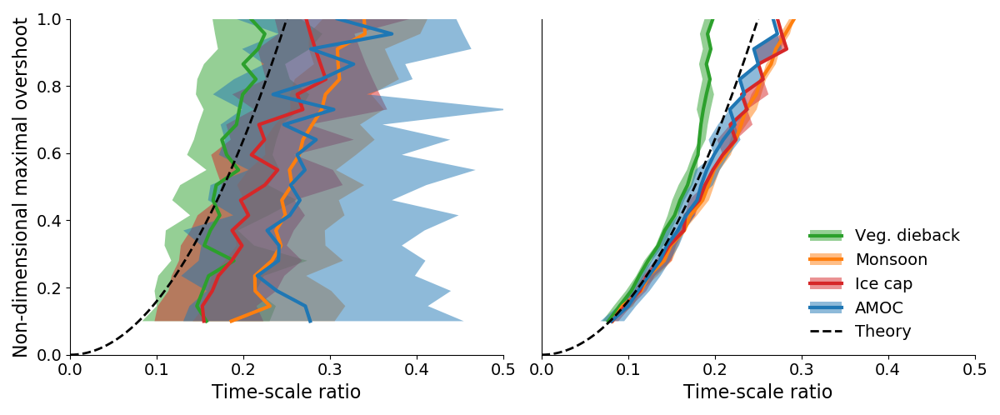 Non-dimensional maximal overshoot
1.0
0.8
0.6
0.4
0.2
0.0
0.0 0.1 0.2 0.3 0.4 0.5
Time-scale ratio
0.0 0.1 0.2 0.3 0.4 0.5
Time-scale ratio
Veg. dieback
Monsoon
Ice cap
AMOC
Theory